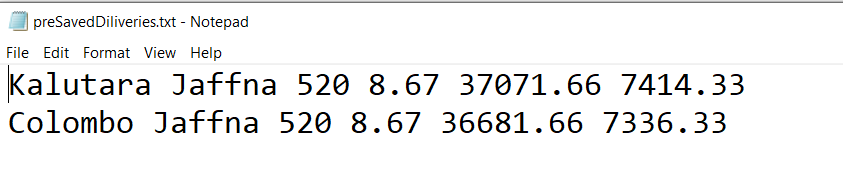 preSavedDiliveries.txt - Notepad
File Edit Format View Help
Kalutara Jaffna 520 8.67 37071.66 7414.33
Colombo Jaffna 520 8.67 36681.66 7336.33